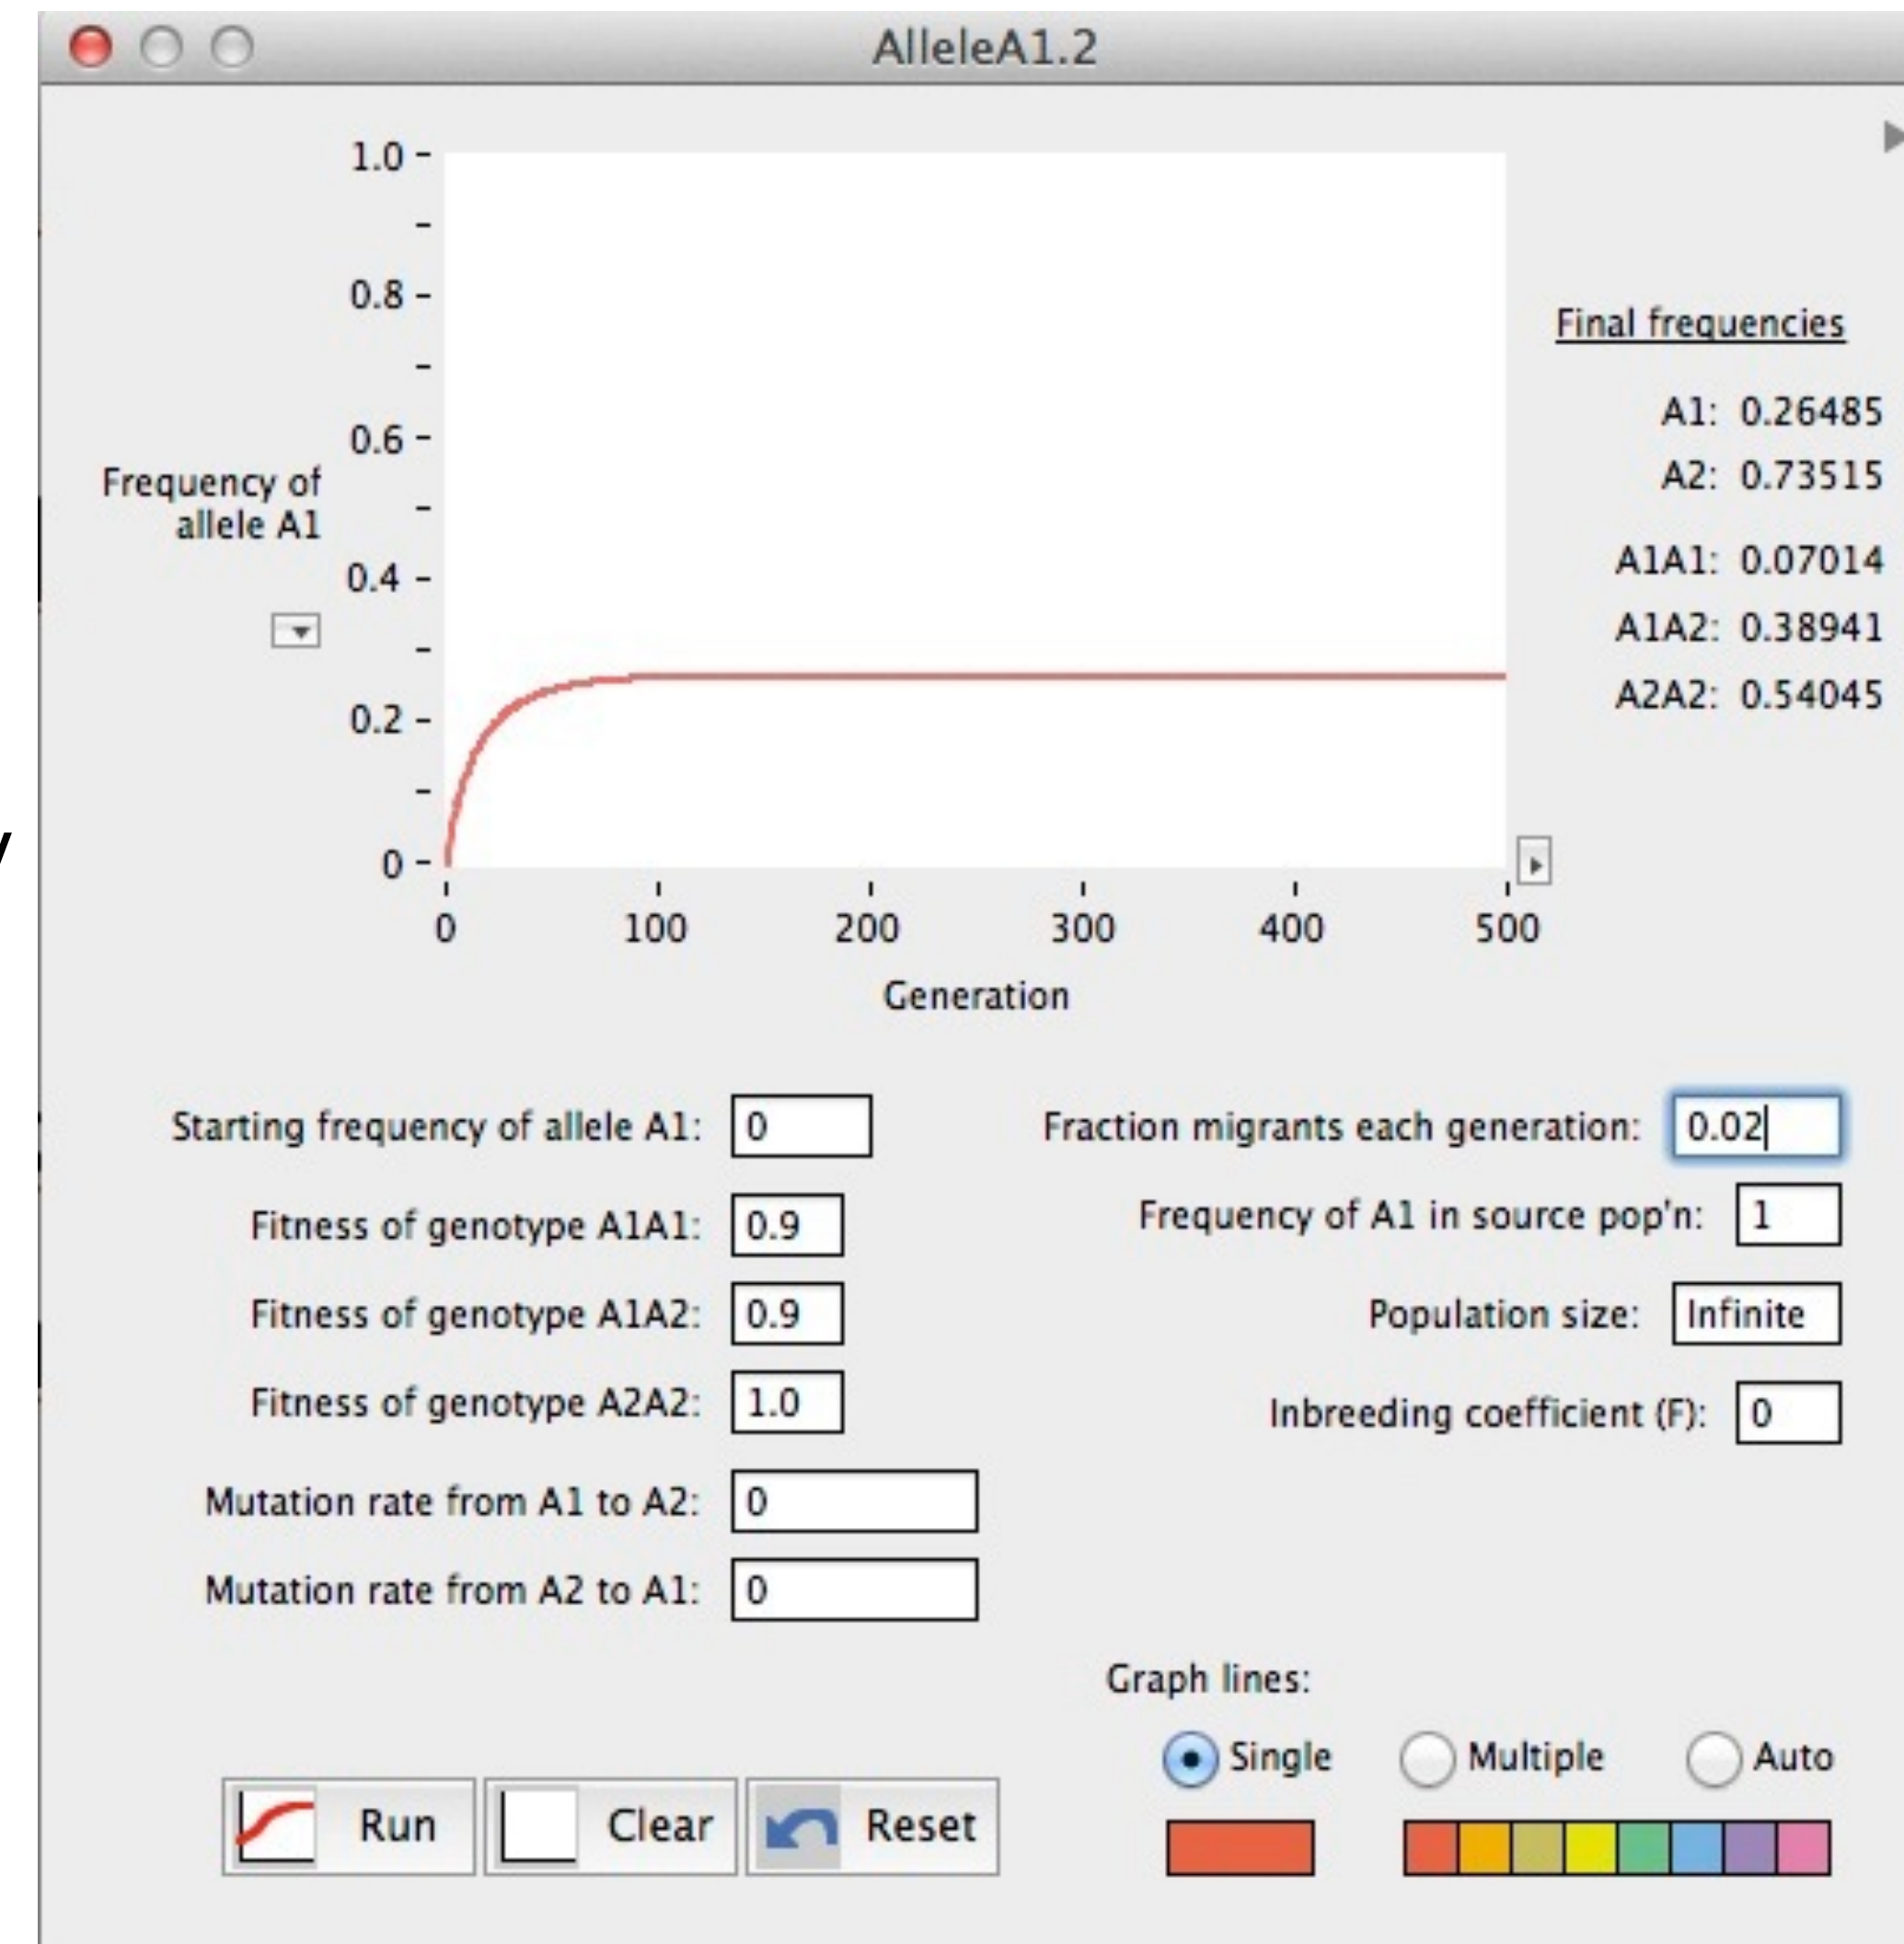 AlleleA1.2
1.0
0.8
0.6
0.4
0.2
0
Frequency of
allele A1
0 100 200 300 400 500
Generation
Final frequencies
A1: 0.26485
A2: 0.73515
A1A1: 0.07014
A1A2: 0.38941
A2A2: 0.54045
y
Starting frequency of allele A1: 0
Fitness of genotype A1A1: 0.9
Fitness of genotype A1A2: 0.9
Fitness of genotype A2A2: 1.0
Mutation rate from A1 to A2: 0
Mutation rate from A2 to A1: 0
Fraction migrants each generation: 0.02
Frequency of A1 in source pop'n: 1
Population size: Infinite
Inbreeding coefficient (F): 0
Graph lines:
Single Multiple Auto
Run Clear Reset